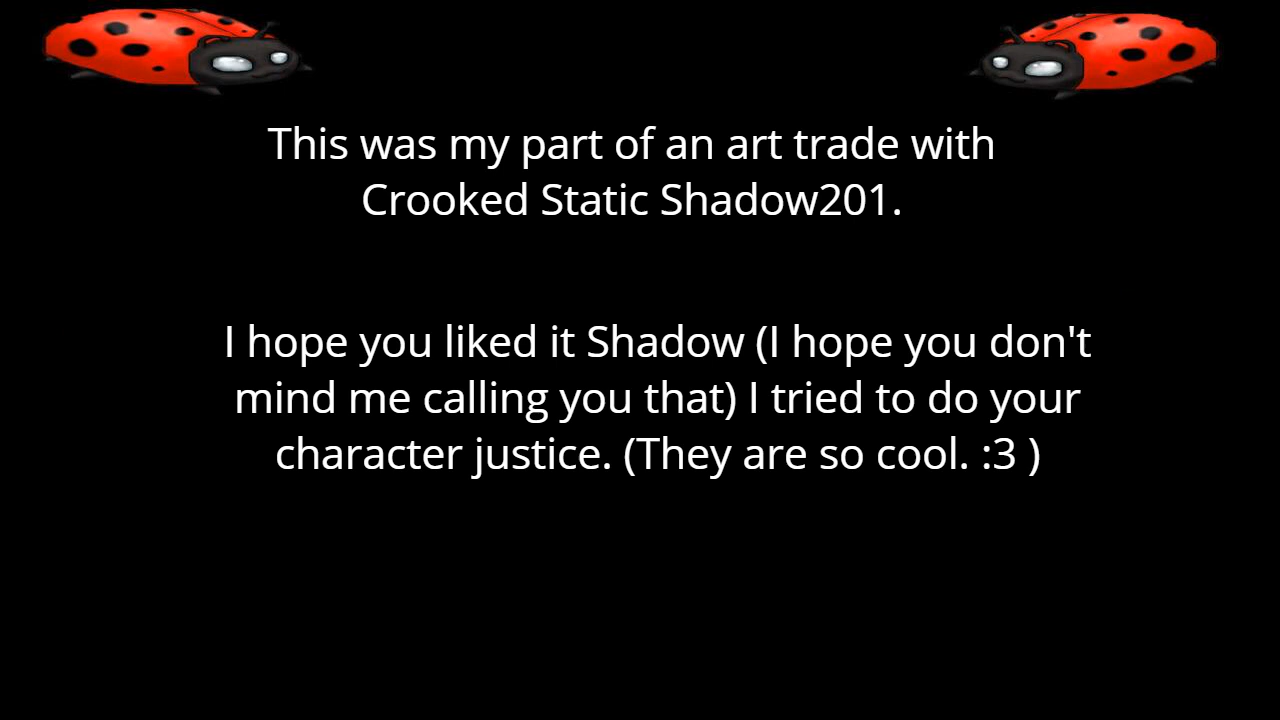 This was my part of an art trade with
Crooked Static Shadow201.
I hope you liked it Shadow (I hope you don't
mind me calling you that) I tried to do your
character justice. (They are so cool. :3 )